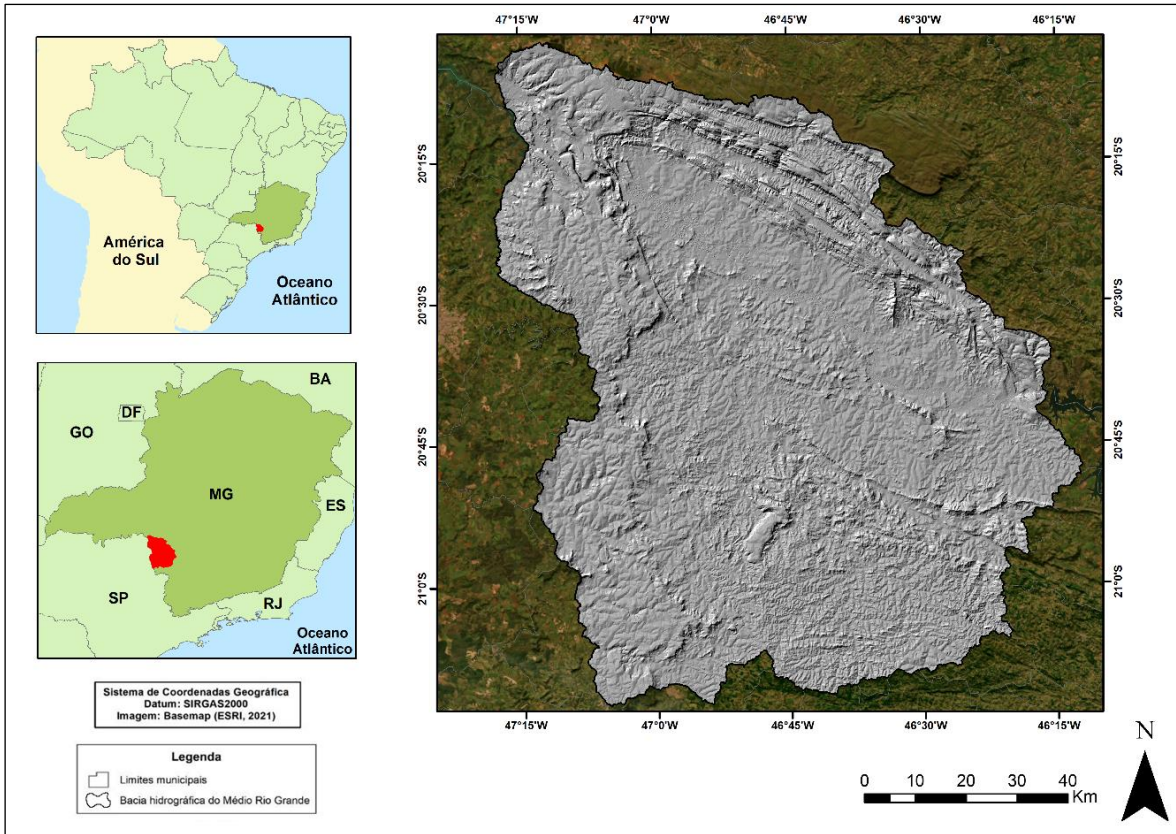 América
do Sul
Oceano
Atlântico
BA
DF
GO
MG
ES
SP
RJ
Oceano
Atlântico
Sistema de Coordenadas Geográfica
Datum: SIRGAS2000
Imagem: Basemap (ESRI, 2021)
Legenda
Limites municipais
Bacia hidrográfica do Médio Rio Grande
47°15'W 47°0'W 46°45'W 46°30'W 46°15'W
20°15'S 20°15'S
20°30'S 20°30'S
20°45'S 20°45'S
21°0'S 21°0'S
47°15'W 47°0'W 46°45'W 46°30'W 46°15'W
N
0 5 10 20 30 40
Km